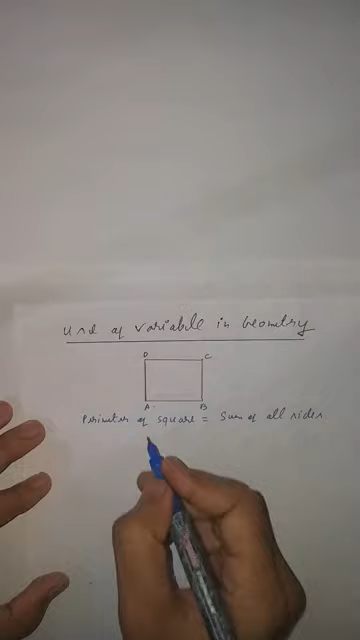 Use of variable in Geometry
D C
A B
Perimeter of square = Sum of all sides